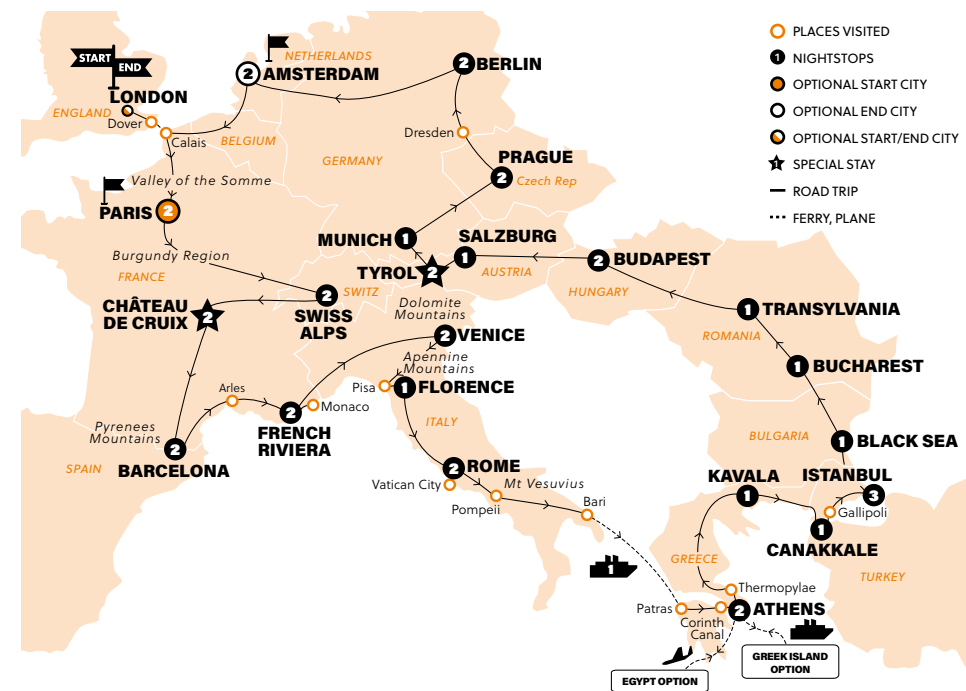 START
END
LONDON
ENGLAND
Dover
Calais
NETHERLANDS
2
AMSTERDAM
BELGIUM
2
BERLIN
Dresden
GERMANY
PRAGUE
2
Czech Rep
Valley of the Somme
PARIS
2
Burgundy Region
FRANCE
MUNICH
1
SALZBURG
1
TYROL
2
AUSTRIA
2
BUDAPEST
HUNGARY
SWITZ
2
SWISS
ALPS
CHÂTEAU
DE CRUIX
2
Dolomite
Mountains
VENICE
2
Apennine
Mountains
Pisa
1
FLORENCE
Arles
2
Monaco
FRENCH
RIVIERA
Pyrenees
Mountains
2
BARCELONA
SPAIN
ITALY
2
ROME
Vatican City
Mt Vesuvius
Pompeii
Bari
1
TRANSYLVANIA
1
ROMANIA
1
BUCHAREST
BULGARIA
1
BLACK SEA
KAVALA
1
ISTANBUL
3
Gallipoli
1
CANAKKALE
GREECE
TURKEY
Thermopylae
Patras
Corinth
Canal
2
ATHENS
EGYPT OPTION
GREEK ISLAND
OPTION
PLACES VISITED
1
NIGHTSTOPS
OPTIONAL START CITY
OPTIONAL END CITY
OPTIONAL START/END CITY
1
SPECIAL STAY
ROAD TRIP
FERRY, PLANE